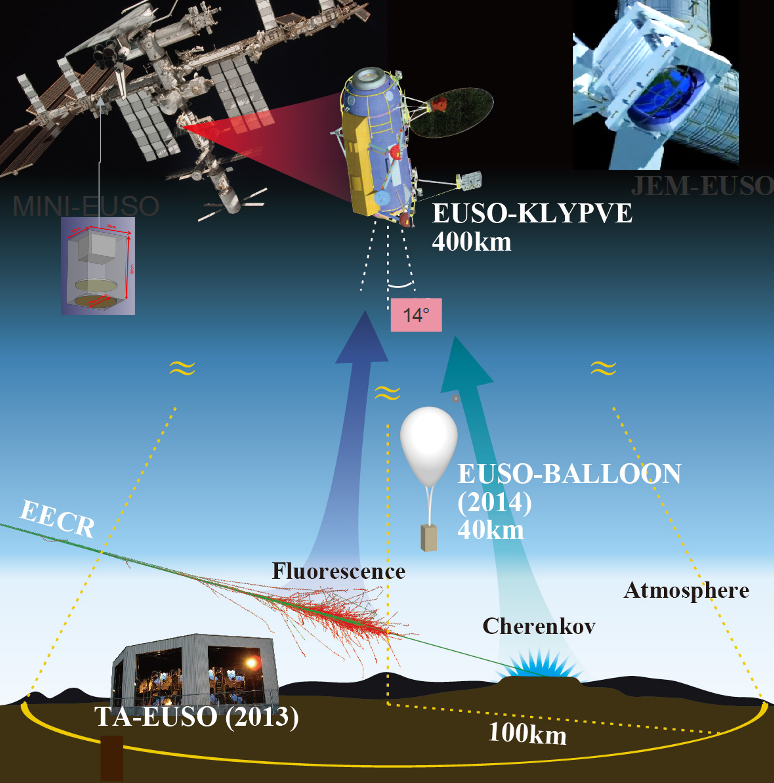 JEM-EUSO
MINI-EUSO
EUSO-KLYPVE
400km
14°
EUSO-BALLOON
(2014)
40km
EECR
Fluorescence
Atmosphere
Cherenkov
TA-EUSO (2013)
100km